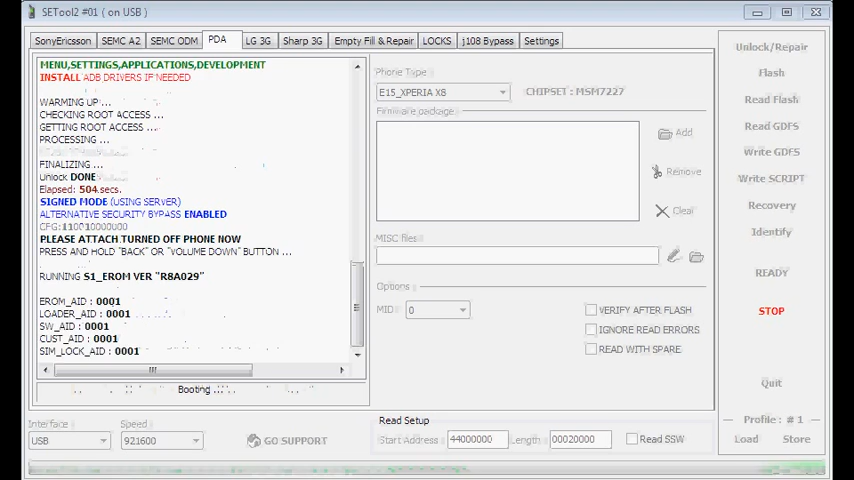 SETool2 #01 ( on USB )
SonyEricsson SEMC A2 SEMC ODM PDA LG 3G Sharp 3G Empty Fill & Repair LOCKS j108 Bypass Settings
MENU,SETTINGS,APPLICATIONS,DEVELOPMENT
INSTALL ADB DRIVERS IF NEEDED
WARMING UP ...
CHECKING ROOT ACCESS ...
GETTING ROOT ACCESS ...
PROCESSING ...
FINALIZING ...
Unlock DONE
Elapsed: 504 secs.
SIGNED MODE (USING SERVER)
ALTERNATIVE SECURITY BYPASS ENABLED
PLEASE ATTACH TURNED OFF PHONE NOW
PRESS AND HOLD "BACK" OR "VOLUME DOWN" BUTTON ...
RUNNING S1_EROM VER "R8A029"
EROM_AID : 0001
LOADER_AID : 0001
SW_AID : 0001
CUST_AID : 0001
SIM_LOCK_AID : 0001
Booting ...
Phone Type
E15_XPERIA X8 CHIPSET : MSM7227
Firmware package
Add
Remove
Clear
MISC files
Options
MID 0
VERIFY AFTER FLASH
IGNORE READ ERRORS
READ WITH SPARE
Unlock/Repair
Flash
Read Flash
Read GDFS
Write GDFS
Write SCRIPT
Recovery
Identify
READY
STOP
Quit
Profile : # 1
Load Store
Interface
USB
Speed
921600
GO SUPPORT
Read Setup
Start Address 44000000 Length 00020000 Read SSW